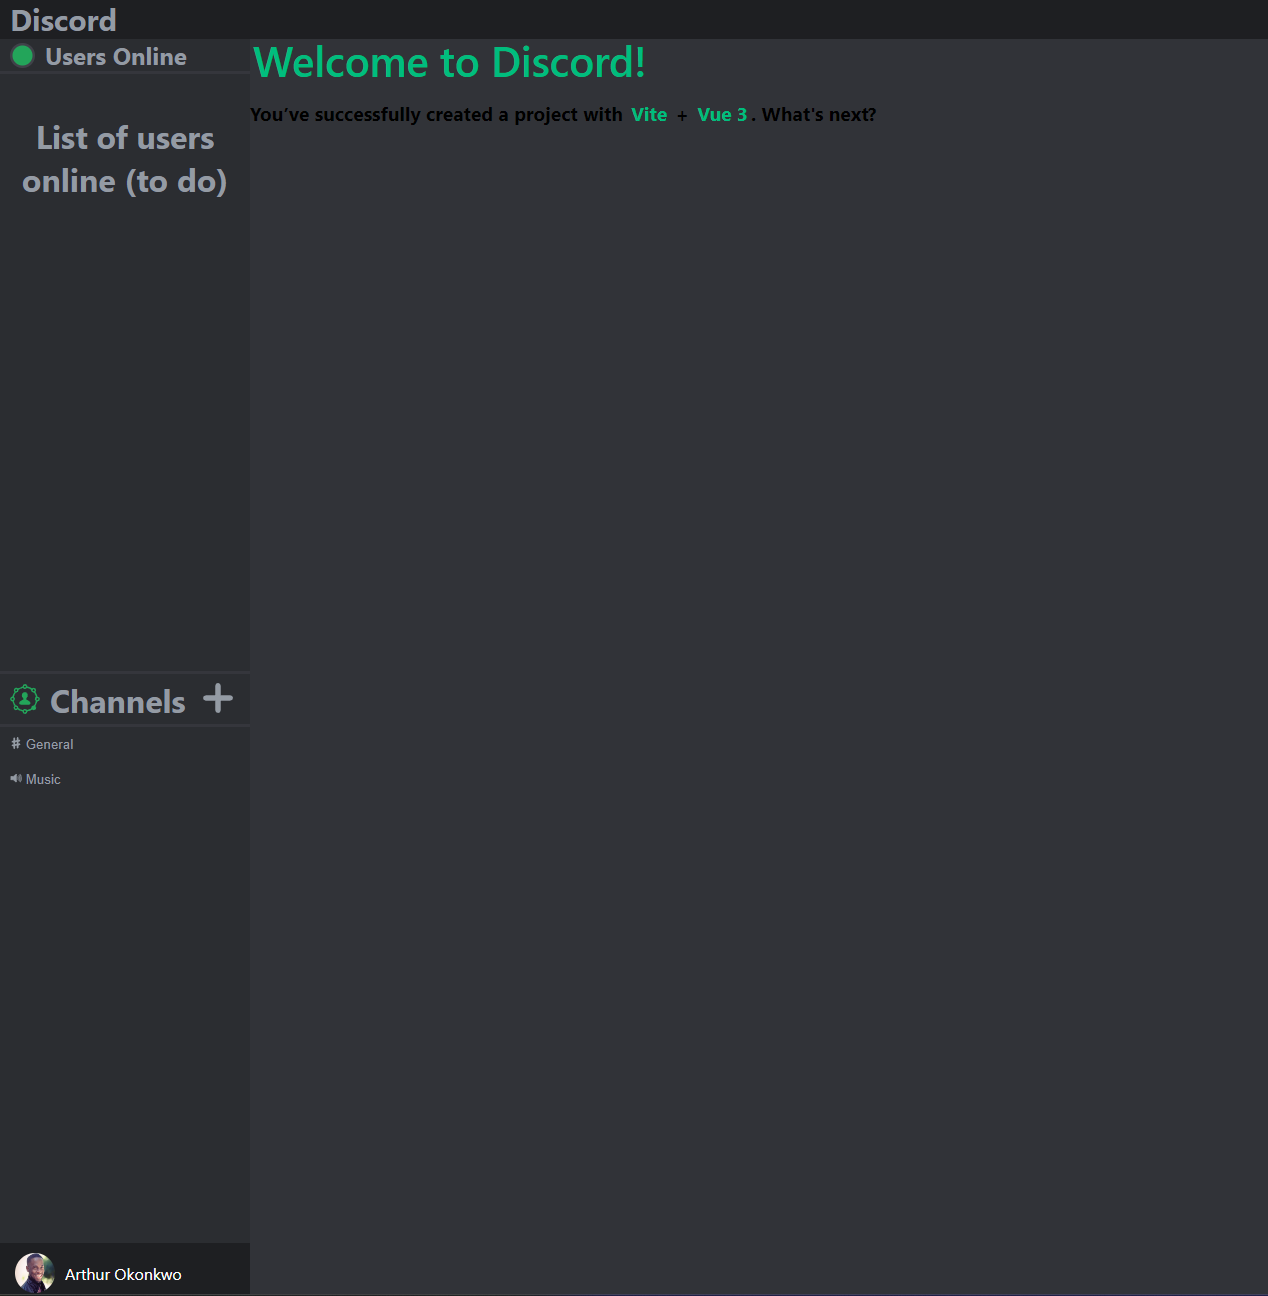 Discord
Users Online
Welcome to Discord!
You’ve successfully created a project with Vite + Vue 3. What's next?
List of users
online (to do)
Channels
# General
Music
Arthur Okonkwo